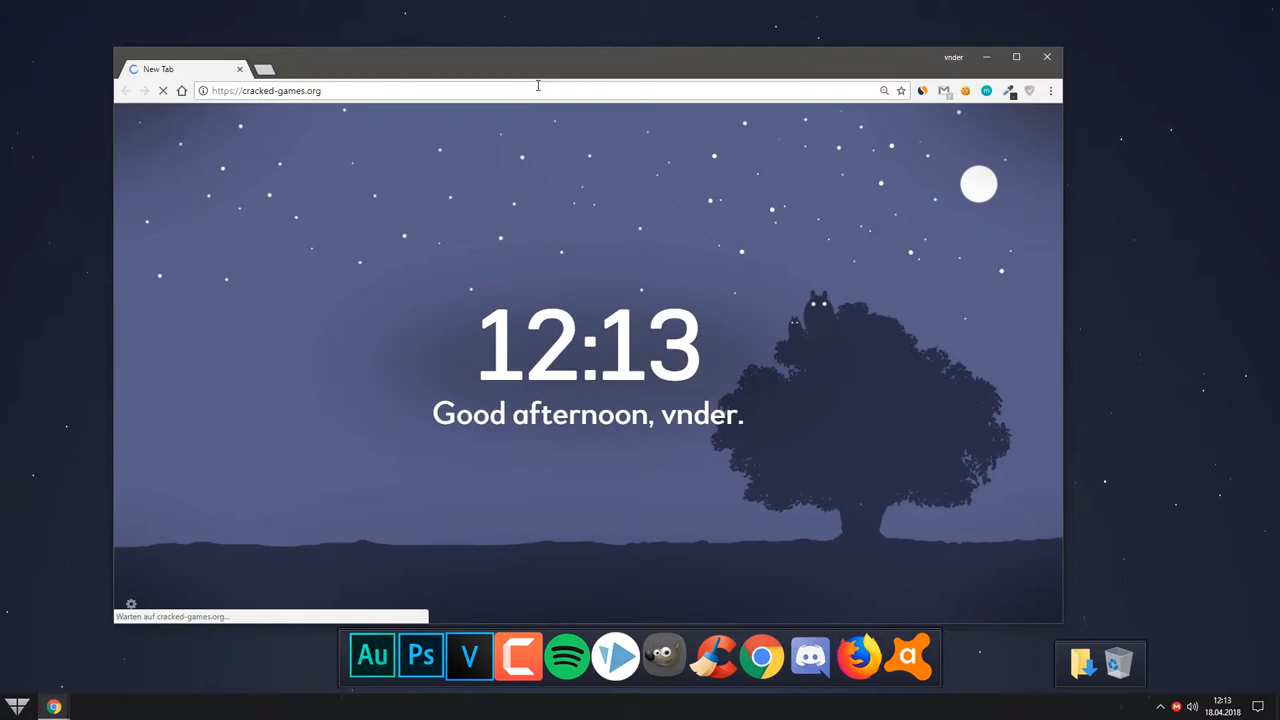 vnder
New Tab
https://cracked-games.org
12:13
Good afternoon, vnder.
Warten auf cracked-games.org...
Au
Ps
V
12:13
18.04.2018